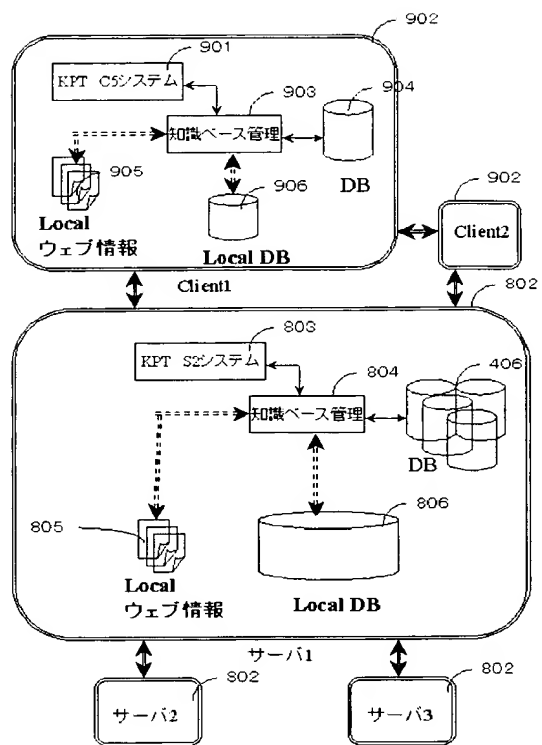 902
901
KPT C5システム
903
904
知識ベース管理
905
DB
906
902
Local
ウェブ情報
Local DB
Client2
Client1
802
803
KPT S2システム
804
406
知識ベース管理
DB
805
806
Local
ウェブ情報
Local DB
サーバ1
802
802
サーバ2
サーバ3